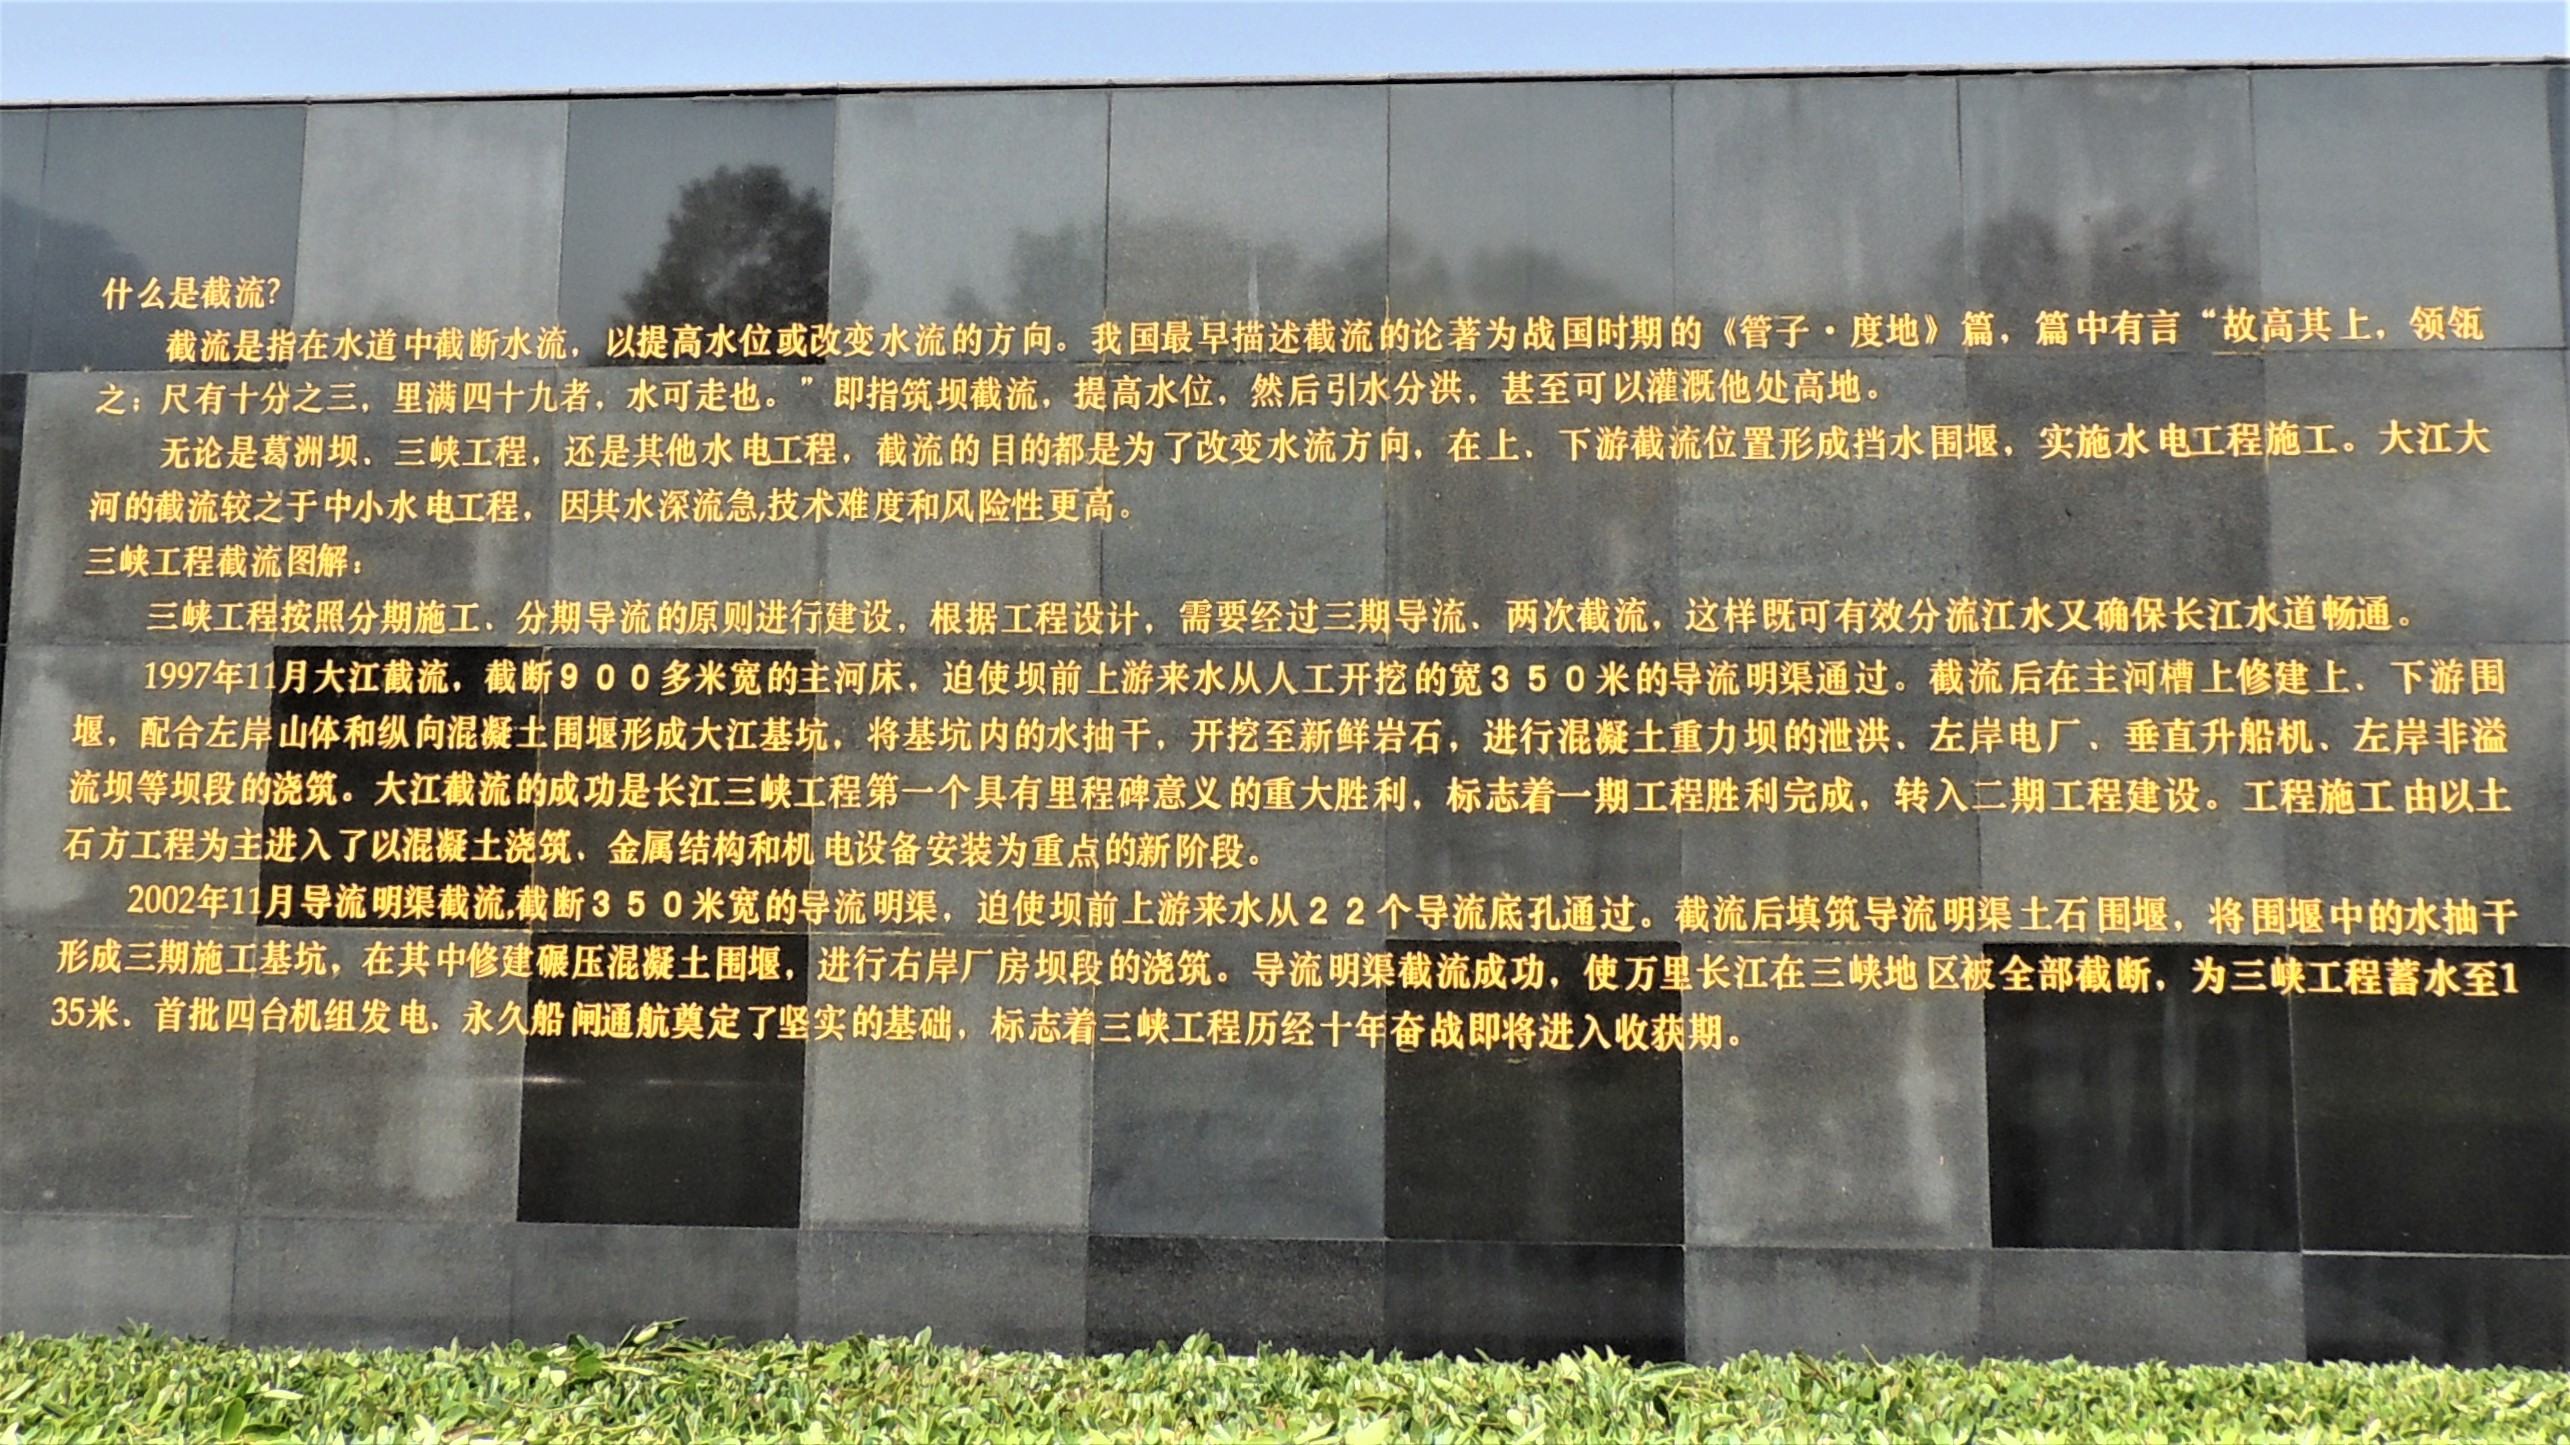 什么是截流?
截流是指在水道中截断水流，以提高水位或改变水流的方向。我国最早描述截流的论著为战国时期的《管子·度地》篇，篇中有言“故高其上，领瓴
之；尺有十分之三，里满四十九者，水可走也。”即指筑坝截流，提高水位，然后引水分洪，甚至可以灌溉他处高地。
无论是葛洲坝、三峡工程，还是其他水电工程，截流的目的都是为了改变水流方向，在上、下游截流位置形成挡水围堰，实施水电工程施工。大江大
河的截流较之于中小水电工程，因其水深流急,技术难度和风险性更高。
三峡工程截流图解：
三峡工程按照分期施工、分期导流的原则进行建设，根据工程设计，需要经过三期导流、两次截流，这样既可有效分流江水又确保长江水道畅通。
1997年11月大江截流，截断９００多米宽的主河床，迫使坝前上游来水从人工开挖的宽３５０米的导流明渠通过。截流后在主河槽上修建上、下游围
堰，配合左岸山体和纵向混凝土围堰形成大江基坑，将基坑内的水抽干，开挖至新鲜岩石，进行混凝土重力坝的泄洪、左岸电厂、垂直升船机、左岸非溢
流坝等坝段的浇筑。大江截流的成功是长江三峡工程第一个具有里程碑意义的重大胜利，标志着一期工程胜利完成，转入二期工程建设。工程施工由以土
石方工程为主进入了以混凝土浇筑、金属结构和机电设备安装为重点的新阶段。
2002年11月导流明渠截流,截断３５０米宽的导流明渠，迫使坝前上游来水从２２个导流底孔通过。截流后填筑导流明渠土石围堰，将围堰中的水抽干
形成三期施工基坑，在其中修建碾压混凝土围堰，进行右岸厂房坝段的浇筑。导流明渠截流成功，使万里长江在三峡地区被全部截断，为三峡工程蓄水至1
35米、首批四台机组发电、永久船闸通航奠定了坚实的基础，标志着三峡工程历经十年奋战即将进入收获期。